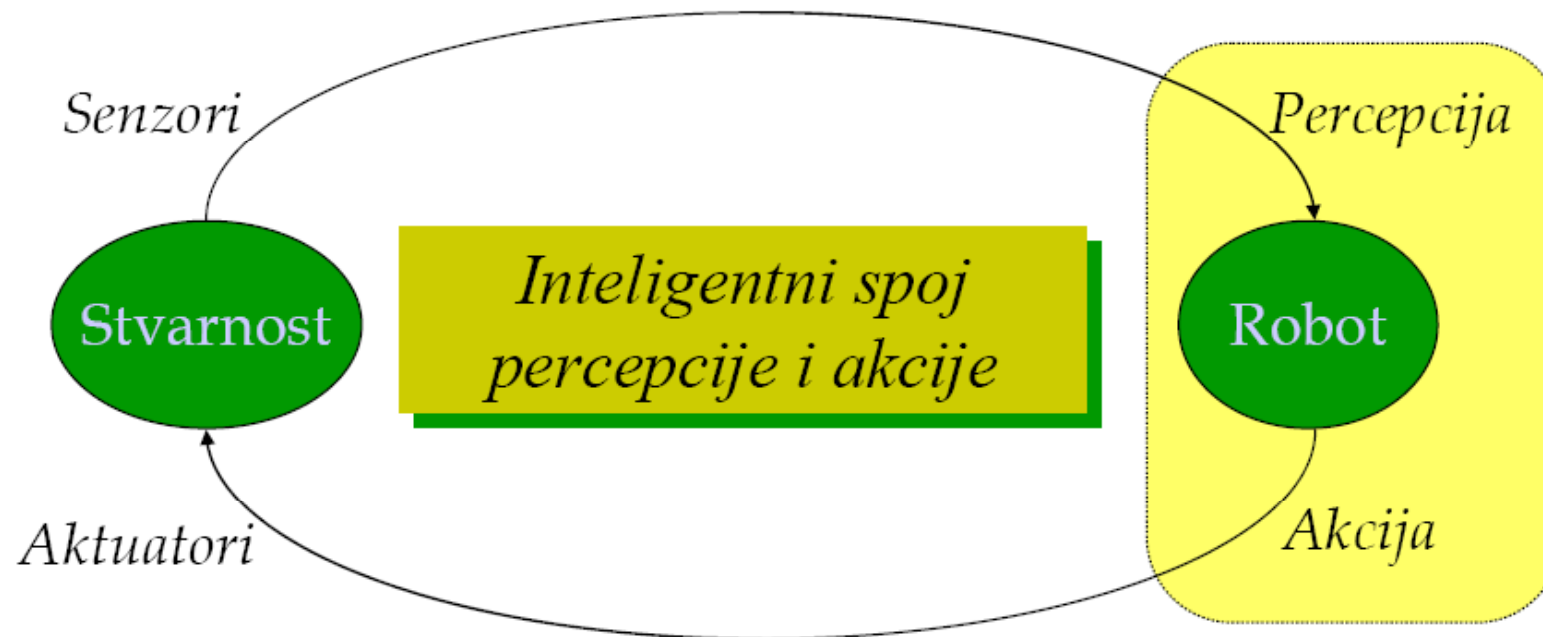 Senzori
Percepcija
Stvarnost
Inteligentni spoj
percepcije i akcije
Robot
Aktuatori
Akcija